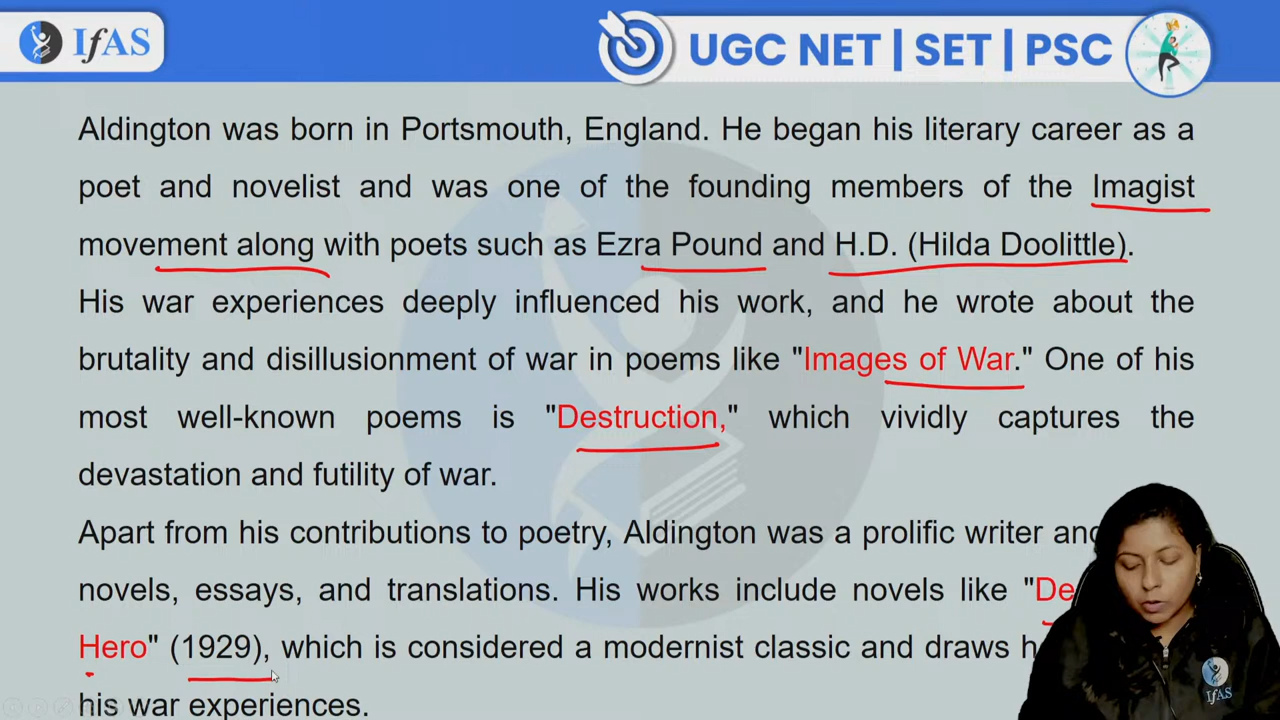 IfAS
UGC NET | SET | PSC
Aldington was born in Portsmouth, England. He began his literary career as a
poet and novelist and was one of the founding members of the Imagist
movement along with poets such as Ezra Pound and H.D. (Hilda Doolittle).
His war experiences deeply influenced his work, and he wrote about the
brutality and disillusionment of war in poems like "Images of War." One of his
most well-known poems is "Destruction," which vividly captures the
devastation and futility of war.
Apart from his contributions to poetry, Aldington was a prolific writer
novels, essays, and translations. His works include novels like "
Hero" (1929), which is considered a modernist classic and draws
his war experiences.
IfAS